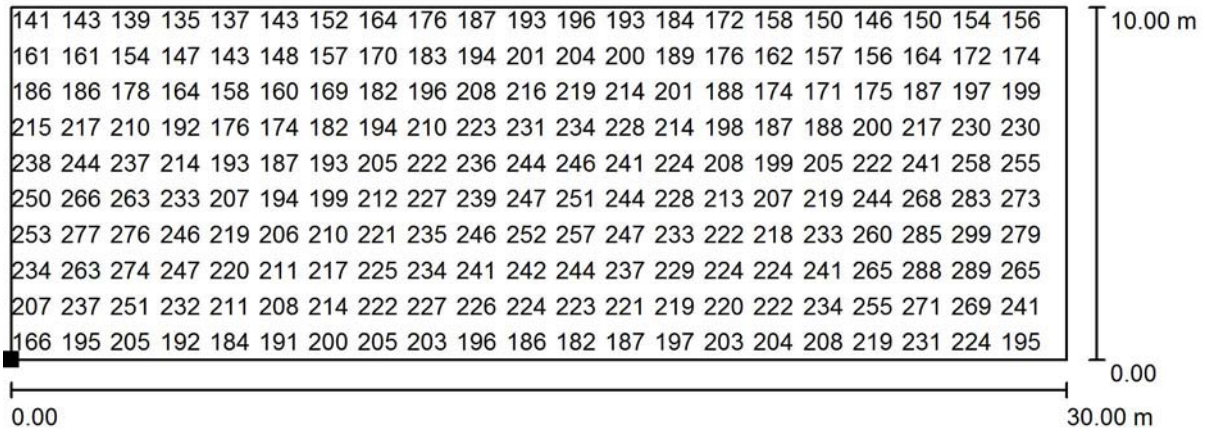 141 143 139 135 137 143 152 164 176 187 193 196 193 184 172 158 150 146 150 154 156
10.00 m
161 161 154 147 143 148 157 170 183 194 201 204 200 189 176 162 157 156 164 172 174
186 186 178 164 158 160 169 182 196 208 216 219 214 201 188 174 171 175 187 197 199
215 217 210 192 176 174 182 194 210 223 231 234 228 214 198 187 188 200 217 230 230
238 244 237 214 193 187 193 205 222 236 244 246 241 224 208 199 205 222 241 258 255
250 266 263 233 207 194 199 212 227 239 247 251 244 228 213 207 219 244 268 283 273
253 277 276 246 219 206 210 221 235 246 252 257 247 233 222 218 233 260 285 299 279
234 263 274 247 220 211 217 225 234 241 242 244 237 229 224 224 241 265 288 289 265
207 237 251 232 211 208 214 222 227 226 224 223 221 219 220 222 234 255 271 269 241
166 195 205 192 184 191 200 205 203 196 186 182 187 197 203 204 208 219 231 224 195
0.00
0.00
30.00 m